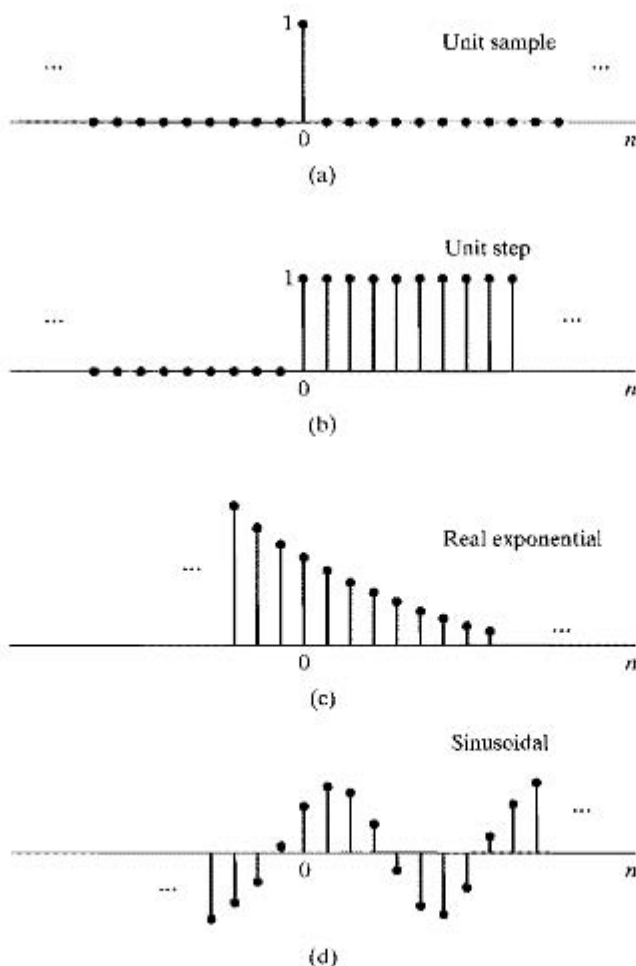 1
Unit sample
... ...
0 n
(a)
Unit step
1
... ...
0 n
(b)
Real exponential
... ...
0 n
(c)
Sinusoidal
...
0 n
...
(d)